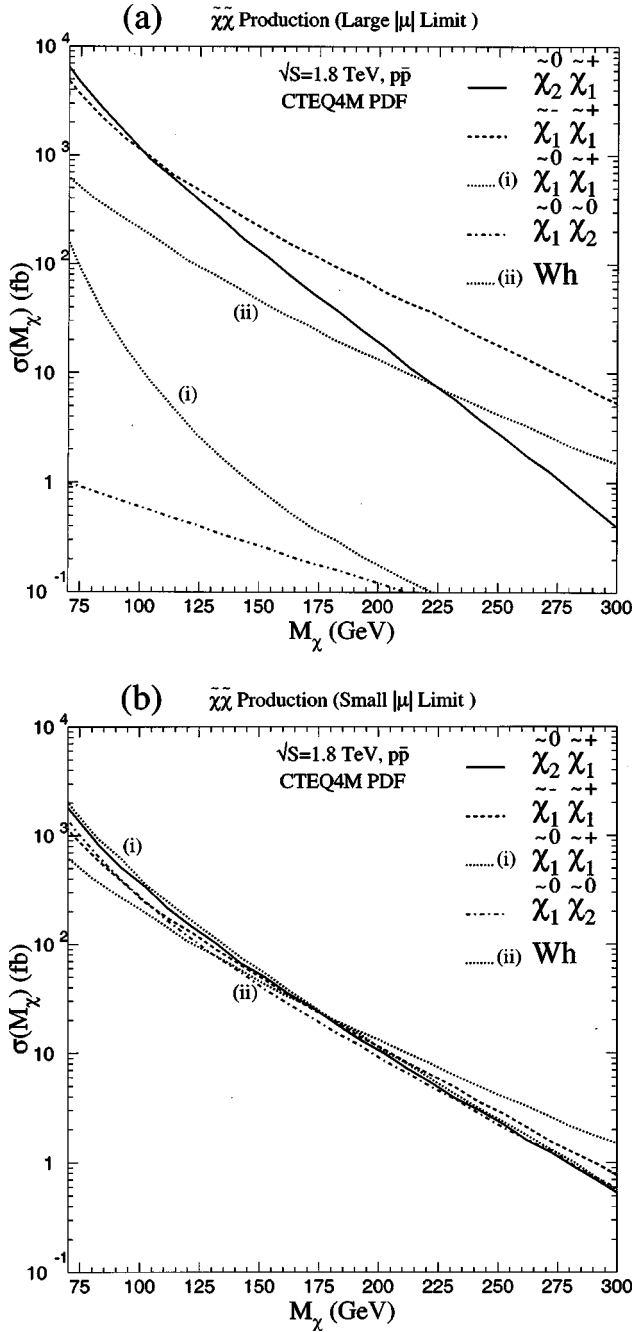 (a) χ̃χ̃ Production (Large |μ| Limit )
√S=1.8 TeV, pp̄
CTEQ4M PDF
χ̃₂⁰ χ̃₁⁺
χ̃₁⁻ χ̃₁⁺
(i) χ̃₁⁰ χ̃₁⁺
χ̃₁⁰ χ̃₂⁰
(ii) Wh
σ(M_χ) (fb)
10⁴
10³
10²
10
1
10⁻¹
(ii)
(i)
75 100 125 150 175 200 225 250 275 300
M_χ (GeV)
(b) χ̃χ̃ Production (Small |μ| Limit )
√S=1.8 TeV, pp̄
CTEQ4M PDF
χ̃₂⁰ χ̃₁⁺
χ̃₁⁻ χ̃₁⁺
(i) χ̃₁⁰ χ̃₁⁺
χ̃₁⁰ χ̃₂⁰
(ii) Wh
σ(M_χ) (fb)
10⁴
10³
10²
10
1
10⁻¹
(i)
(ii)
75 100 125 150 175 200 225 250 275 300
M_χ (GeV)